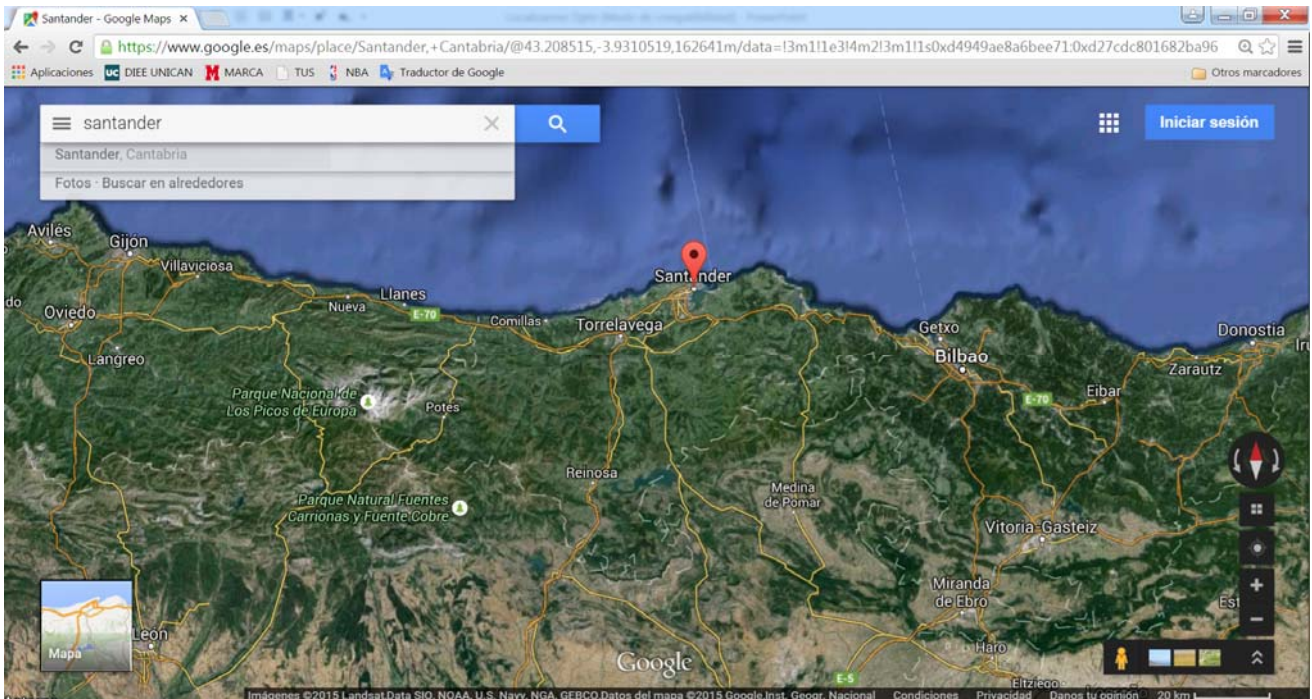 Santander - Google Maps ×
https://www.google.es/maps/place/Santander,+Cantabria/@43.208515,-3.9310519,162641m/data=!3m1!1e3!4m2!3m1!1s0xd4949ae8a6bee71:0xd27cdc801682ba96
Aplicaciones UC DIEE UNICAN M MARCA TUS NBA Traductor de Google Otros marcadores
santander
Iniciar sesión
Santander, Cantabria
Fotos · Buscar en alrededores
Avilés
Gijón
Villaviciosa
Santander
Llanes
Nueva
E-70
Comillas
Torrelavega
Oviedo
Getxo
Donostia
Langreo
Bilbao
Zarautz
Parque Nacional de
Los Picos de Europa
Potes
E-70
Eibar
Reinosa
Medina
de Pomar
Parque Natural Fuentes
Carrionas y Fuente Cobre
Vitoria-Gasteiz
Miranda
de Ebro
León
Mapa
Haro
Google
E-5
Eltziego
Imágenes ©2015 Landsat,Data SIO, NOAA, U.S. Navy, NGA, GEBCO,Datos del mapa ©2015 Google,Inst. Geogr. Nacional Condiciones Privacidad Danos tu opinión 20 km